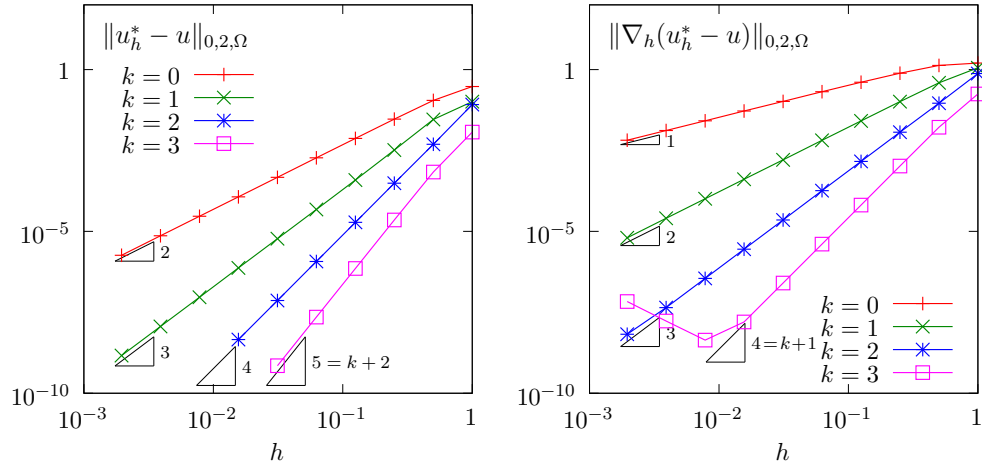 ‖u*_h − u‖_{0,2,Ω}
k = 0
k = 1
k = 2
k = 3
1
10^{−5}
10^{−10}
2
3
4
5 = k + 2
10^{−3}
10^{−2}
10^{−1}
1
h
‖∇_h(u*_h − u)‖_{0,2,Ω}
1
10^{−5}
10^{−10}
1
2
3
4 = k+1
k = 0
k = 1
k = 2
k = 3
10^{−3}
10^{−2}
10^{−1}
1
h